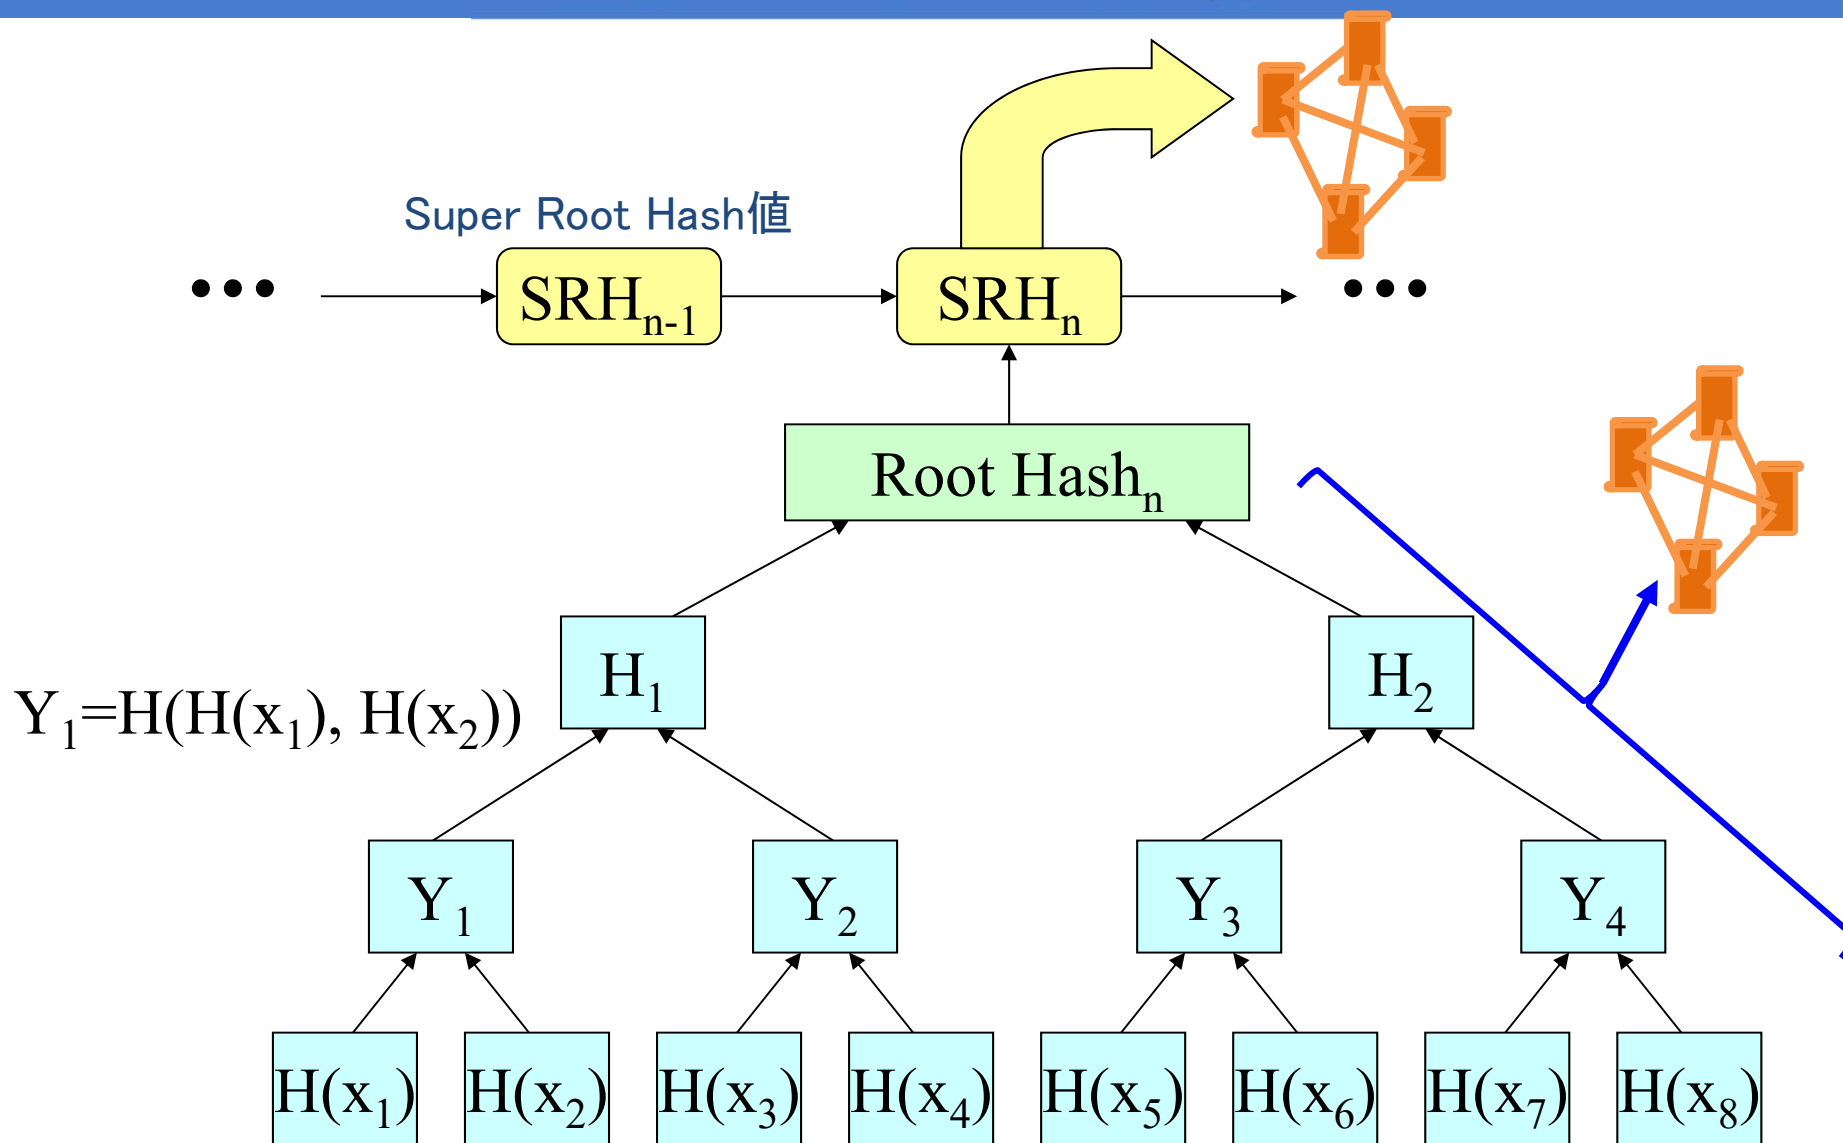 Super Root Hash値
••• SRHn-1 SRHn •••
Root Hashn
H1 H2
Y1=H(H(x1), H(x2))
Y1 Y2 Y3 Y4
H(x1) H(x2) H(x3) H(x4) H(x5) H(x6) H(x7) H(x8)